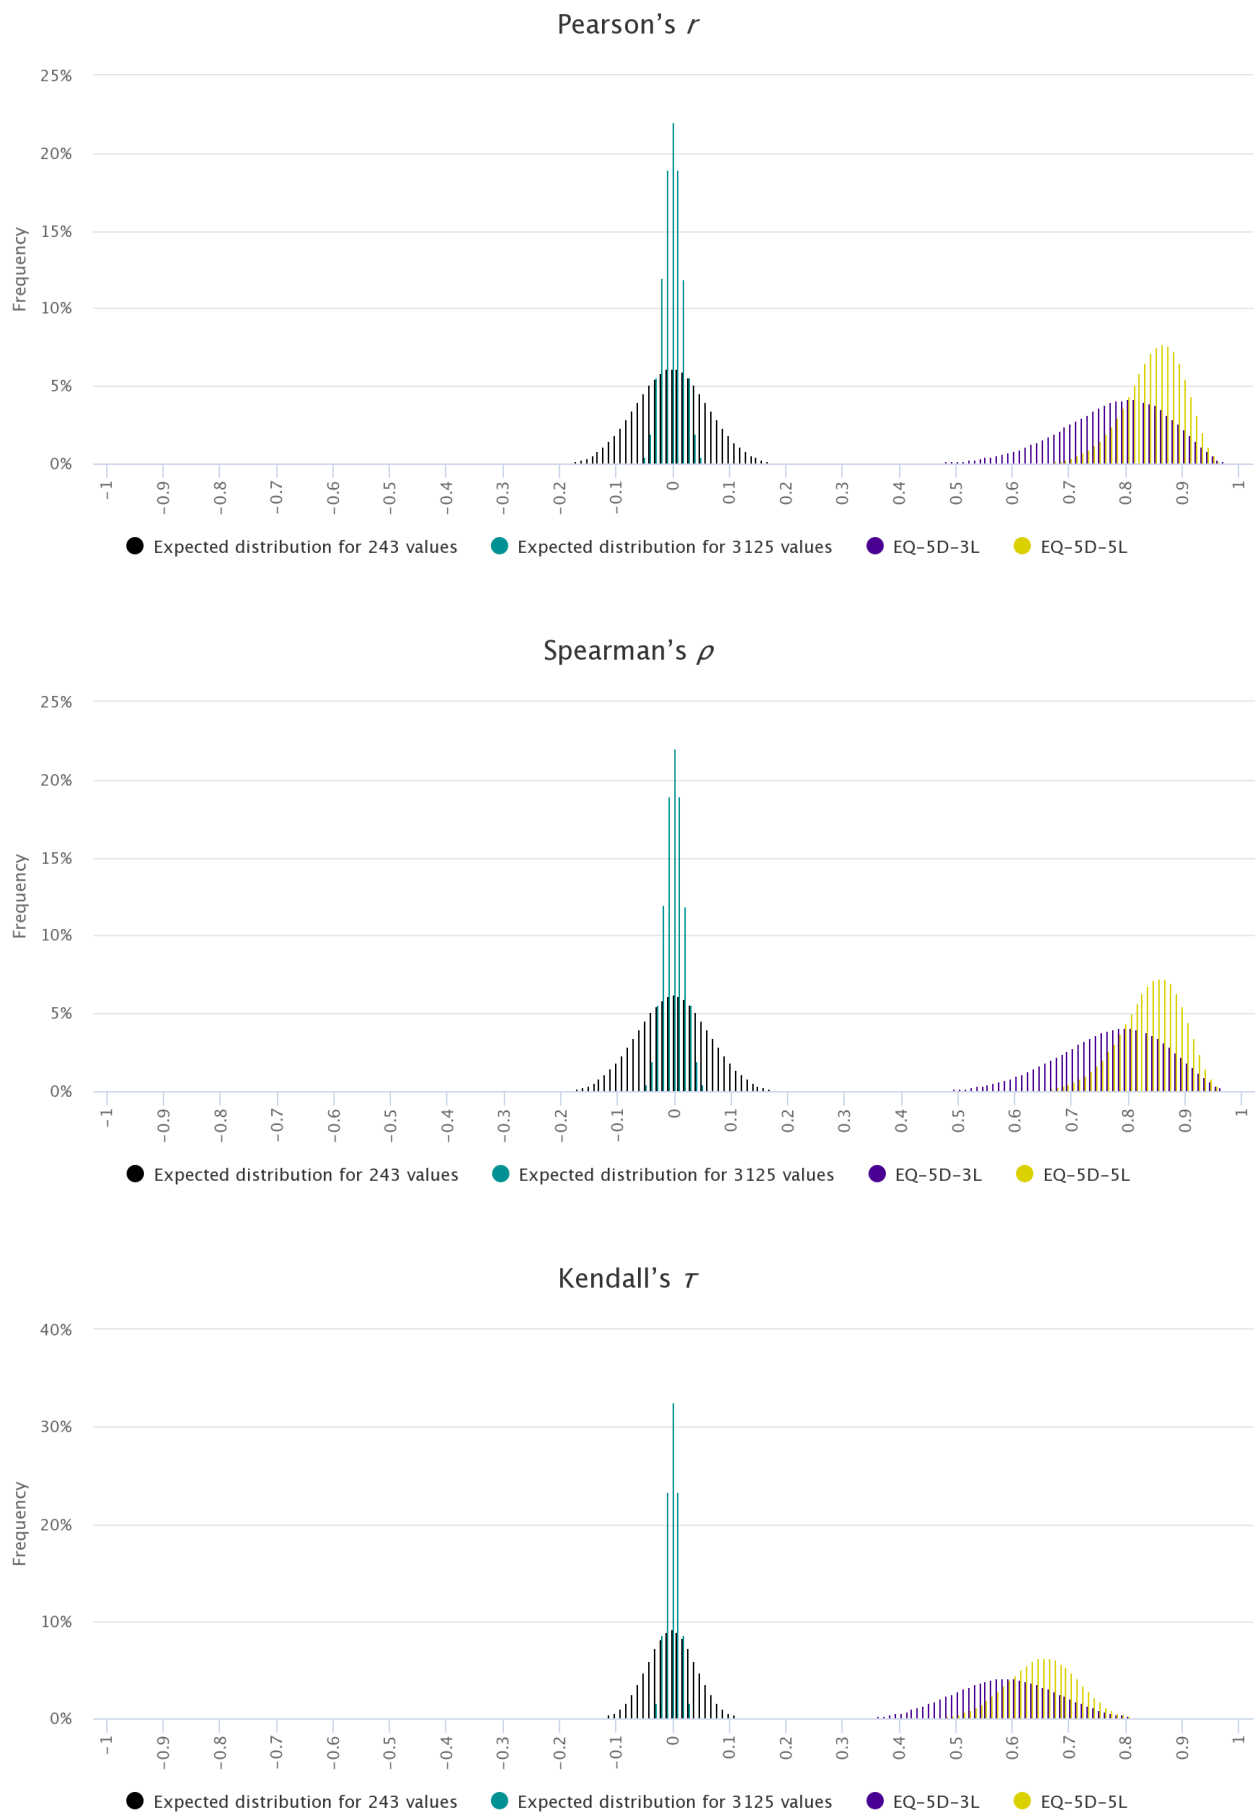 Pearson's r
25%
20%
15%
10%
5%
0%
Frequency
-1 -0.9 -0.8 -0.7 -0.6 -0.5 -0.4 -0.3 -0.2 -0.1 0 0.1 0.2 0.3 0.4 0.5 0.6 0.7 0.8 0.9 1
Expected distribution for 243 values Expected distribution for 3125 values EQ-5D-3L EQ-5D-5L
Spearman's ρ
25%
20%
15%
10%
5%
0%
Frequency
-1 -0.9 -0.8 -0.7 -0.6 -0.5 -0.4 -0.3 -0.2 -0.1 0 0.1 0.2 0.3 0.4 0.5 0.6 0.7 0.8 0.9 1
Expected distribution for 243 values Expected distribution for 3125 values EQ-5D-3L EQ-5D-5L
Kendall's τ
40%
30%
20%
10%
0%
Frequency
-1 -0.9 -0.8 -0.7 -0.6 -0.5 -0.4 -0.3 -0.2 -0.1 0 0.1 0.2 0.3 0.4 0.5 0.6 0.7 0.8 0.9 1
Expected distribution for 243 values Expected distribution for 3125 values EQ-5D-3L EQ-5D-5L